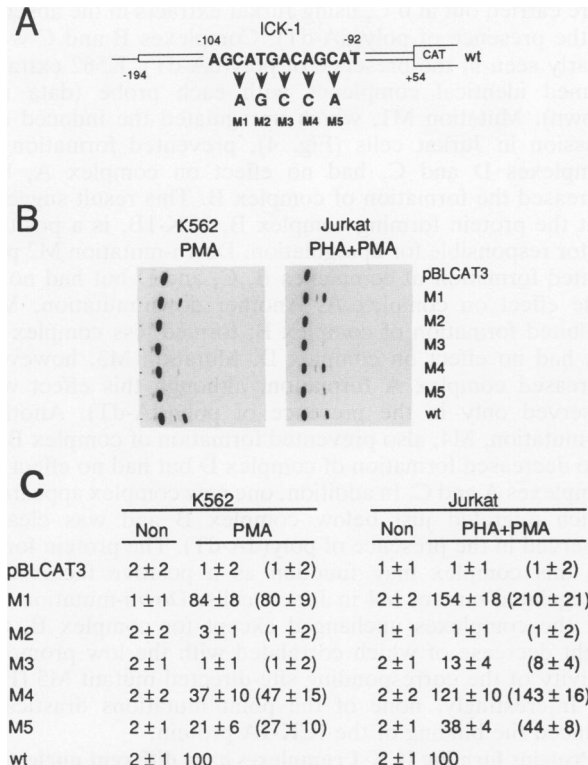 A
ICK-1
-104
-92
-194
AGCATGACAGCAT
CAT
wt
+54
A G C C A
M1 M2 M3 M4 M5
B
K562
PMA
Jurkat
PHA+PMA
pBLCAT3
M1
M2
M3
M4
M5
wt
C
K562
Jurkat
Non PMA Non PHA+PMA
pBLCAT3 2 ± 2 1 ± 2 (1 ± 2) 1 ± 1 1 ± 1 (1 ± 2)
M1 1 ± 1 84 ± 8 (80 ± 9) 2 ± 2 154 ± 18 (210 ± 21)
M2 2 ± 2 3 ± 1 (1 ± 2) 1 ± 1 1 ± 1 (1 ± 2)
M3 2 ± 1 1 ± 1 (1 ± 2) 2 ± 1 13 ± 4 (8 ± 4)
M4 2 ± 2 37 ± 10 (47 ± 15) 2 ± 2 121 ± 10 (143 ± 16)
M5 2 ± 1 21 ± 6 (27 ± 10) 2 ± 1 38 ± 4 (44 ± 8)
wt 2 ± 1 100 2 ± 1 100